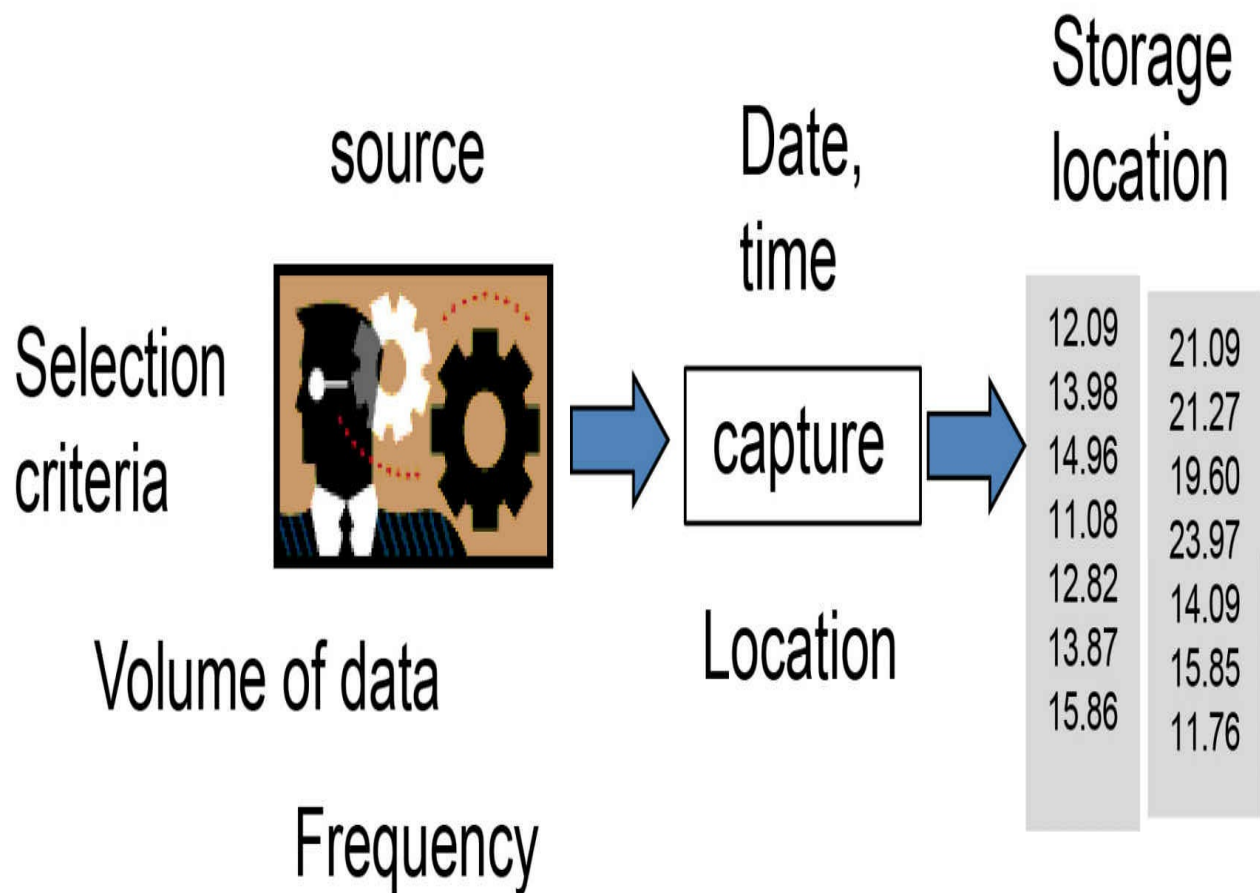 Storage
location
source
Date,
time
Selection
criteria
capture
Volume of data
Location
Frequency
12.09
13.98
14.96
11.08
12.82
13.87
15.86
21.09
21.27
19.60
23.97
14.09
15.85
11.76